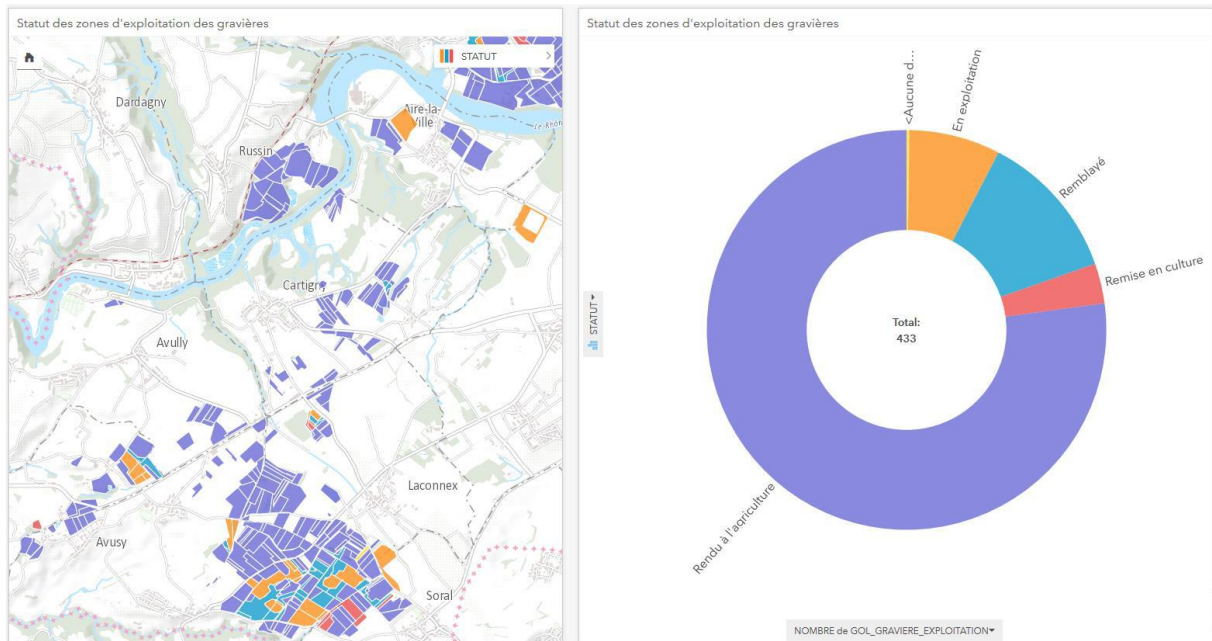 Statut des zones d'exploitation des gravières
STATUT
Dardagny
Aire-la-
Ville
Le Rhône
Russin
Cartigny
Avully
Laconnex
Avusy
Soral
Statut des zones d'exploitation des gravières
<Aucune d...
En exploitation
Remblayé
Remise en culture
Total:
433
STATUT
Rendu à l'agriculture
NOMBRE de GOL_GRAVIERE_EXPLOITATION